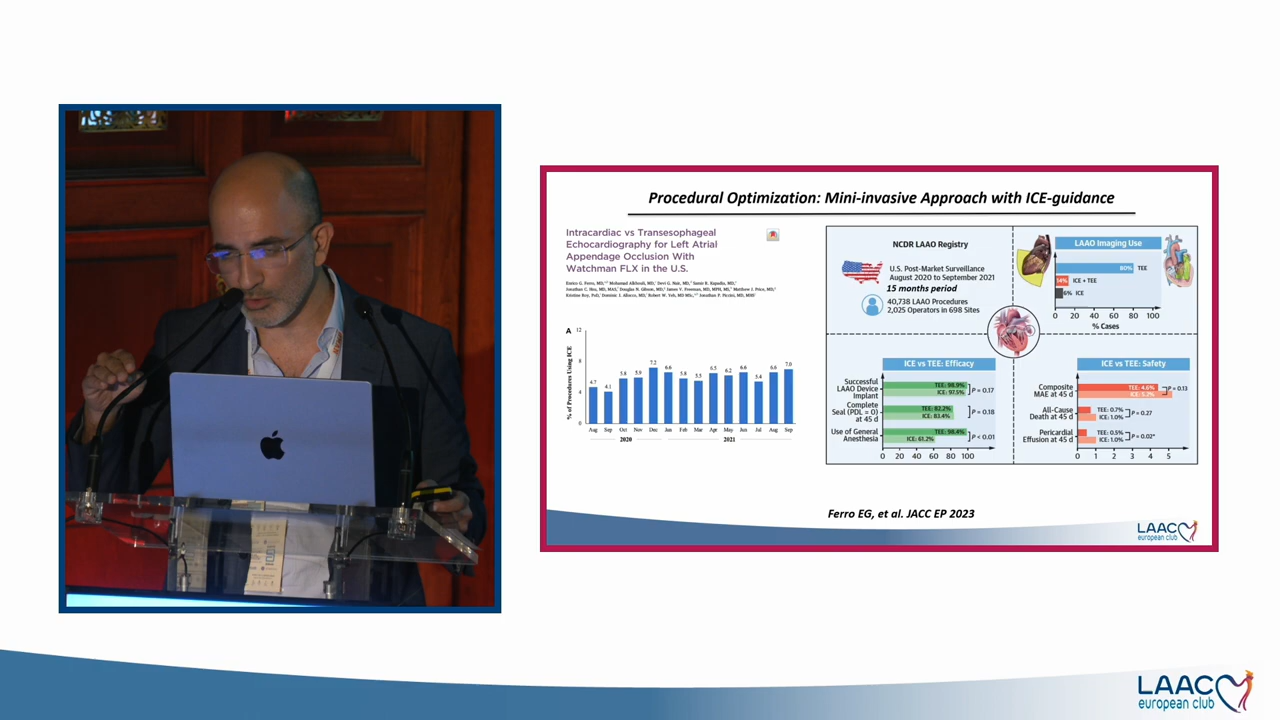 Procedural Optimization: Mini-invasive Approach with ICE-guidance
Intracardiac vs Transesophageal
Echocardiography for Left Atrial
Appendage Occlusion With
Watchman FLX in the U.S.
A
% of Procedures Using ICE
12
8
4
0
4.7 4.1 5.8 5.9 7.2 6.6 5.8 5.5 6.5 6.2 6.6 5.4 6.6 7.0
Aug Sep Oct Nov Dec Jan Feb Mar Apr May Jun Jul Aug Sep
2020 2021
NCDR LAAO Registry
U.S. Post-Market Surveillance
August 2020 to September 2021
15 months period
40,738 LAAO Procedures
2,025 Operators in 698 Sites
LAAO Imaging Use
80% TEE
14% ICE + TEE
6% ICE
0 20 40 60 80 100
% Cases
ICE vs TEE: Efficacy
Successful
LAAO Device
Implant
TEE: 98.9%
ICE: 97.5%
P = 0.17
Complete
Seal (PDL = 0)
at 45 d
TEE: 82.2%
ICE: 83.4%
P = 0.18
Use of General
Anesthesia
TEE: 98.4%
ICE: 61.2%
P < 0.01
0 20 40 60 80 100
ICE vs TEE: Safety
Composite
MAE at 45 d
TEE: 4.6%
ICE: 5.2%
P = 0.13
All-Cause
Death at 45 d
TEE: 0.7%
ICE: 1.0%
P = 0.27
Pericardial
Effusion at 45 d
TEE: 0.5%
ICE: 1.0%
P = 0.02*
0 1 2 3 4 5
Ferro EG, et al. JACC EP 2023
LAAC
european club
LAAC
european club